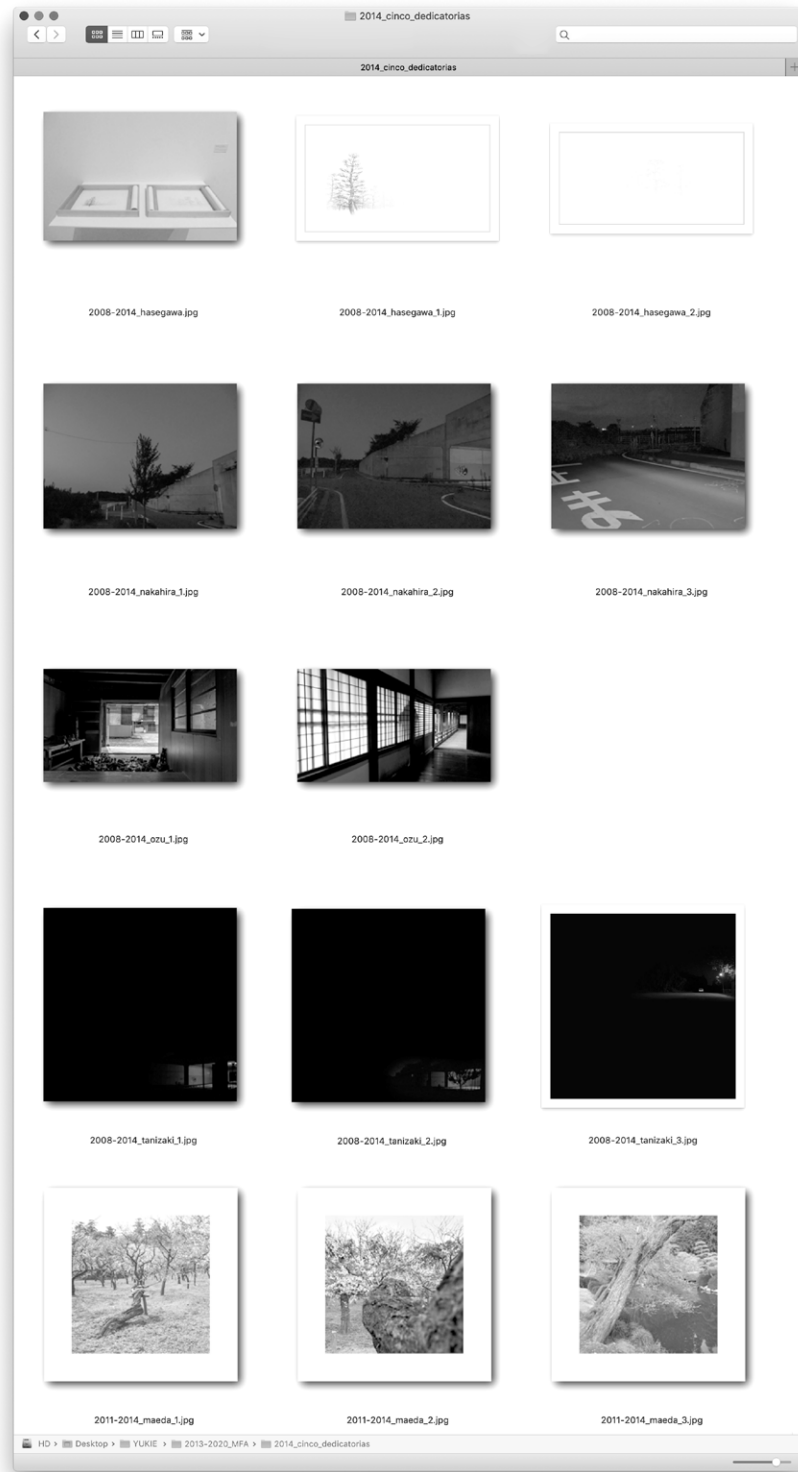 2014_cinco_dedicatorias
2014_cinco_dedicatorias
2008-2014_hasegawa.jpg
2008-2014_hasegawa_1.jpg
2008-2014_hasegawa_2.jpg
2008-2014_nakahira_1.jpg
2008-2014_nakahira_2.jpg
2008-2014_nakahira_3.jpg
2008-2014_ozu_1.jpg
2008-2014_ozu_2.jpg
2008-2014_tanizaki_1.jpg
2008-2014_tanizaki_2.jpg
2008-2014_tanizaki_3.jpg
2011-2014_maeda_1.jpg
2011-2014_maeda_2.jpg
2011-2014_maeda_3.jpg
HD › Desktop › YUKIE › 2013-2020_MFA › 2014_cinco_dedicatorias